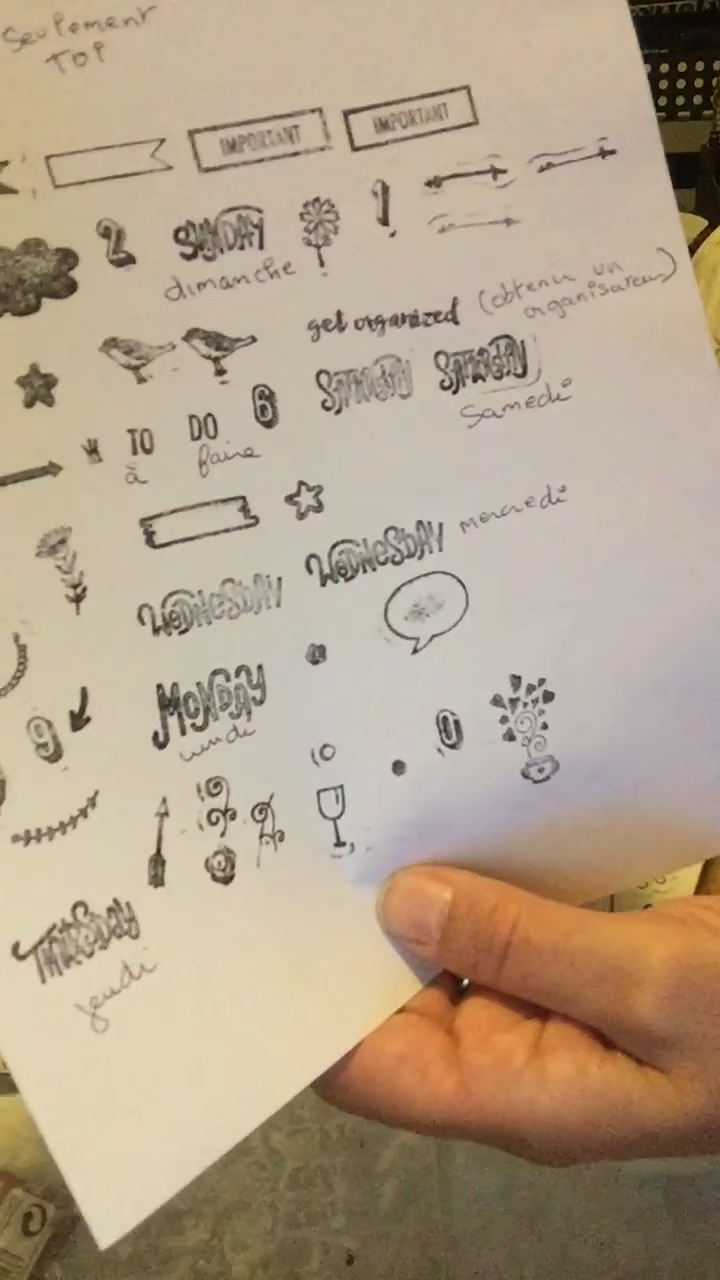 Seulement
TOP
IMPORTANT IMPORTANT
2 SUNDAY 1
dimanche
get organized (obtenir un
organisateur)
TO DO 6 SATURDAY SATURDAY
à faire samedi
WEDNESDAY WEDNESDAY mercredi
9 MONDAY 0
lundi
THURSDAY
jeudi